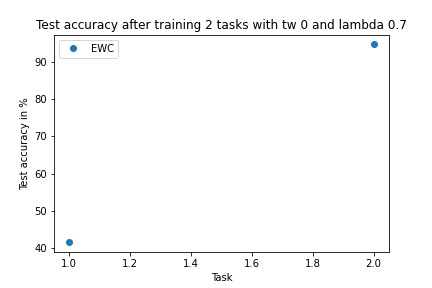 Test accuracy after training 2 tasks with tw 0 and lambda 0.7
EWC
90
80
70
60
50
40
Test accuracy in %
1.0 1.2 1.4 1.6 1.8 2.0
Task